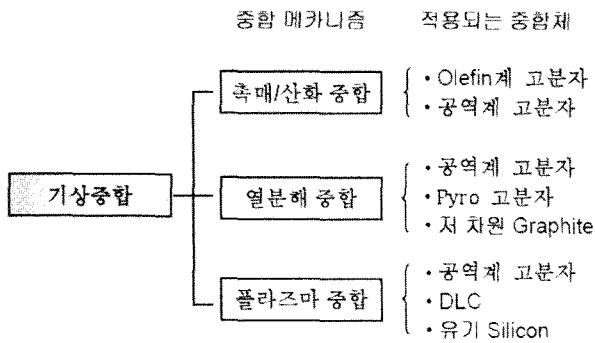 중합 메카니즘 적용되는 중합체
촉매/산화 중합
· Olefin계 고분자
· 공역계 고분자
기상중합
열분해 중합
· 공역계 고분자
· Pyro 고분자
· 저 차원 Graphite
플라즈마 중합
· 공역계 고분자
· DLC
· 유기 Silicon